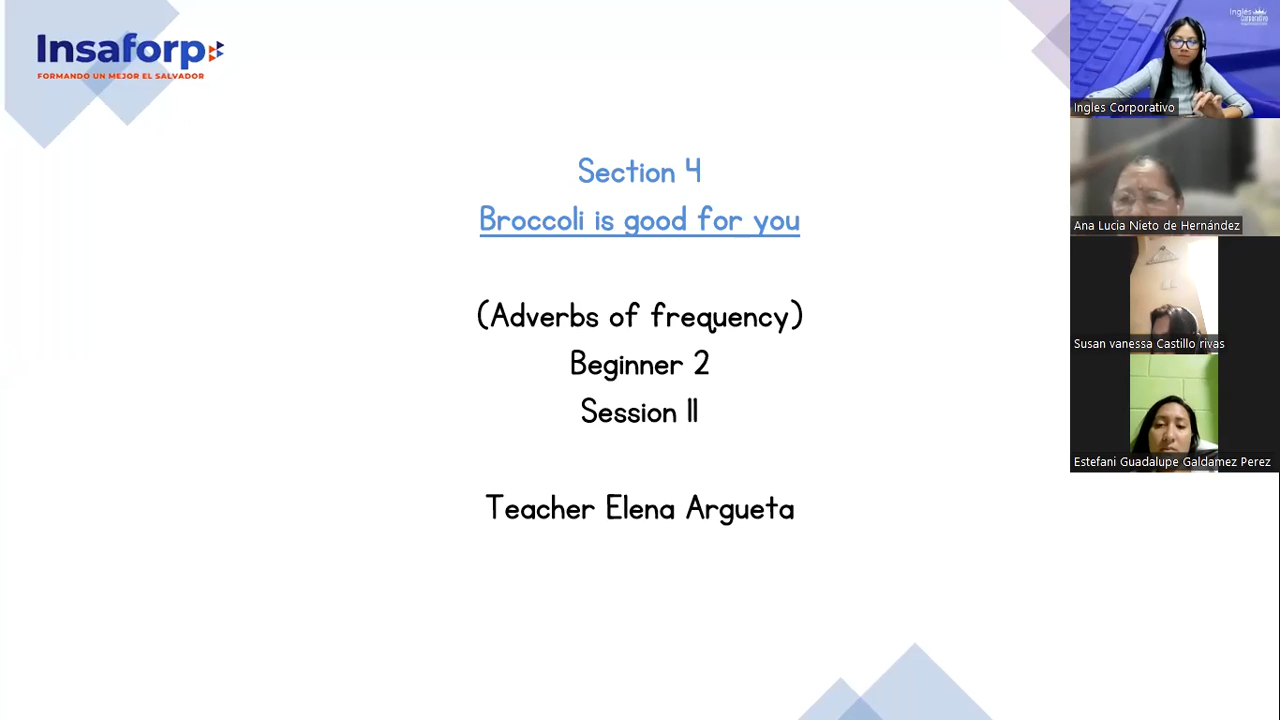 Insaforp
FORMANDO UN MEJOR EL SALVADOR
Section 4
Broccoli is good for you
(Adverbs of frequency)
Beginner 2
Session 11
Teacher Elena Argueta
Inglés
Corporativo
Ingles Corporativo
Ana Lucia Nieto de Hernández
Susan vanessa Castillo rivas
Estefani Guadalupe Galdamez Perez